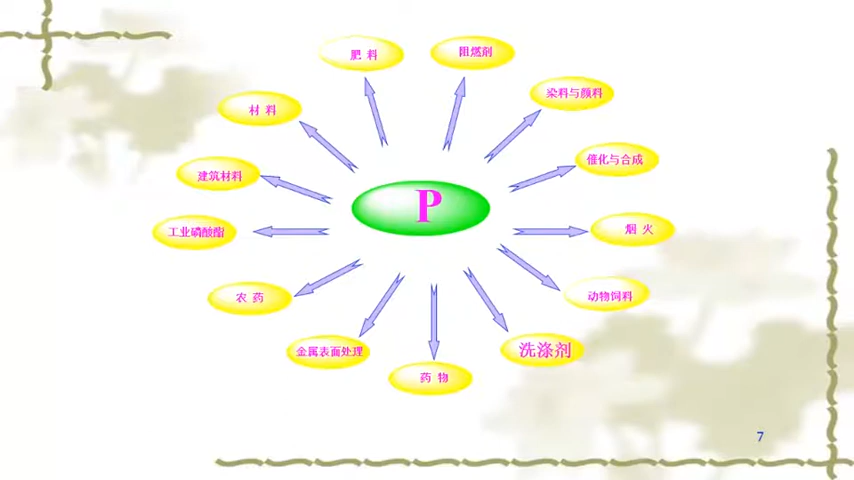 肥 料
阻燃剂
染料与颜料
材 料
催化与合成
建筑材料
P
工业磷酸酯
烟 火
农 药
动物饲料
金属表面处理
洗涤剂
药 物
7